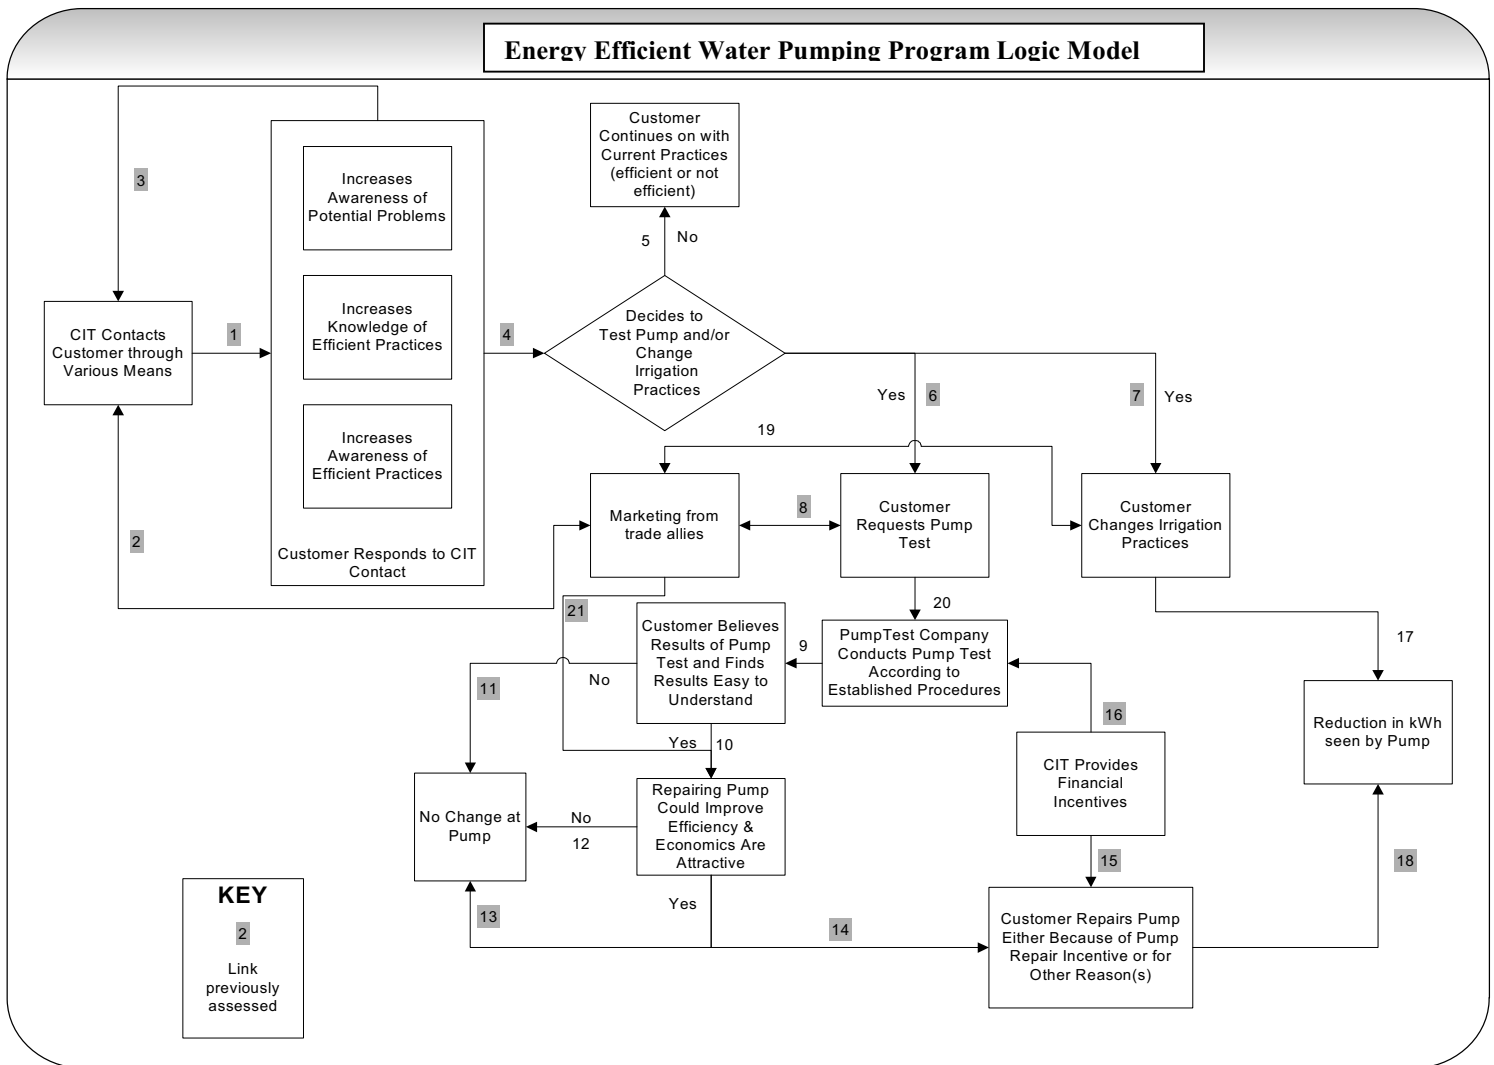 Energy Efficient Water Pumping Program Logic Model
3
Increases
Awareness of
Potential Problems
Customer
Continues on with
Current Practices
(efficient or not
efficient)
5
No
CIT Contacts
Customer through
Various Means
1
Increases
Knowledge of
Efficient Practices
4
Decides to
Test Pump and/or
Change
Irrigation
Practices
Yes
6
7
Yes
Increases
Awareness of
Efficient Practices
19
2
Customer Responds to CIT
Contact
Marketing from
trade allies
8
Customer
Requests Pump
Test
Customer
Changes Irrigation
Practices
21
20
17
Customer Believes
Results of Pump
Test and Finds
Results Easy to
Understand
9
PumpTest Company
Conducts Pump Test
According to
Established Procedures
11
No
16
Yes
10
CIT Provides
Financial
Incentives
Reduction in kWh
seen by Pump
No Change at
Pump
No
12
Repairing Pump
Could Improve
Efficiency &
Economics Are
Attractive
15
18
13
Yes
14
Customer Repairs Pump
Either Because of Pump
Repair Incentive or for
Other Reason(s)
KEY
2
Link
previously
assessed